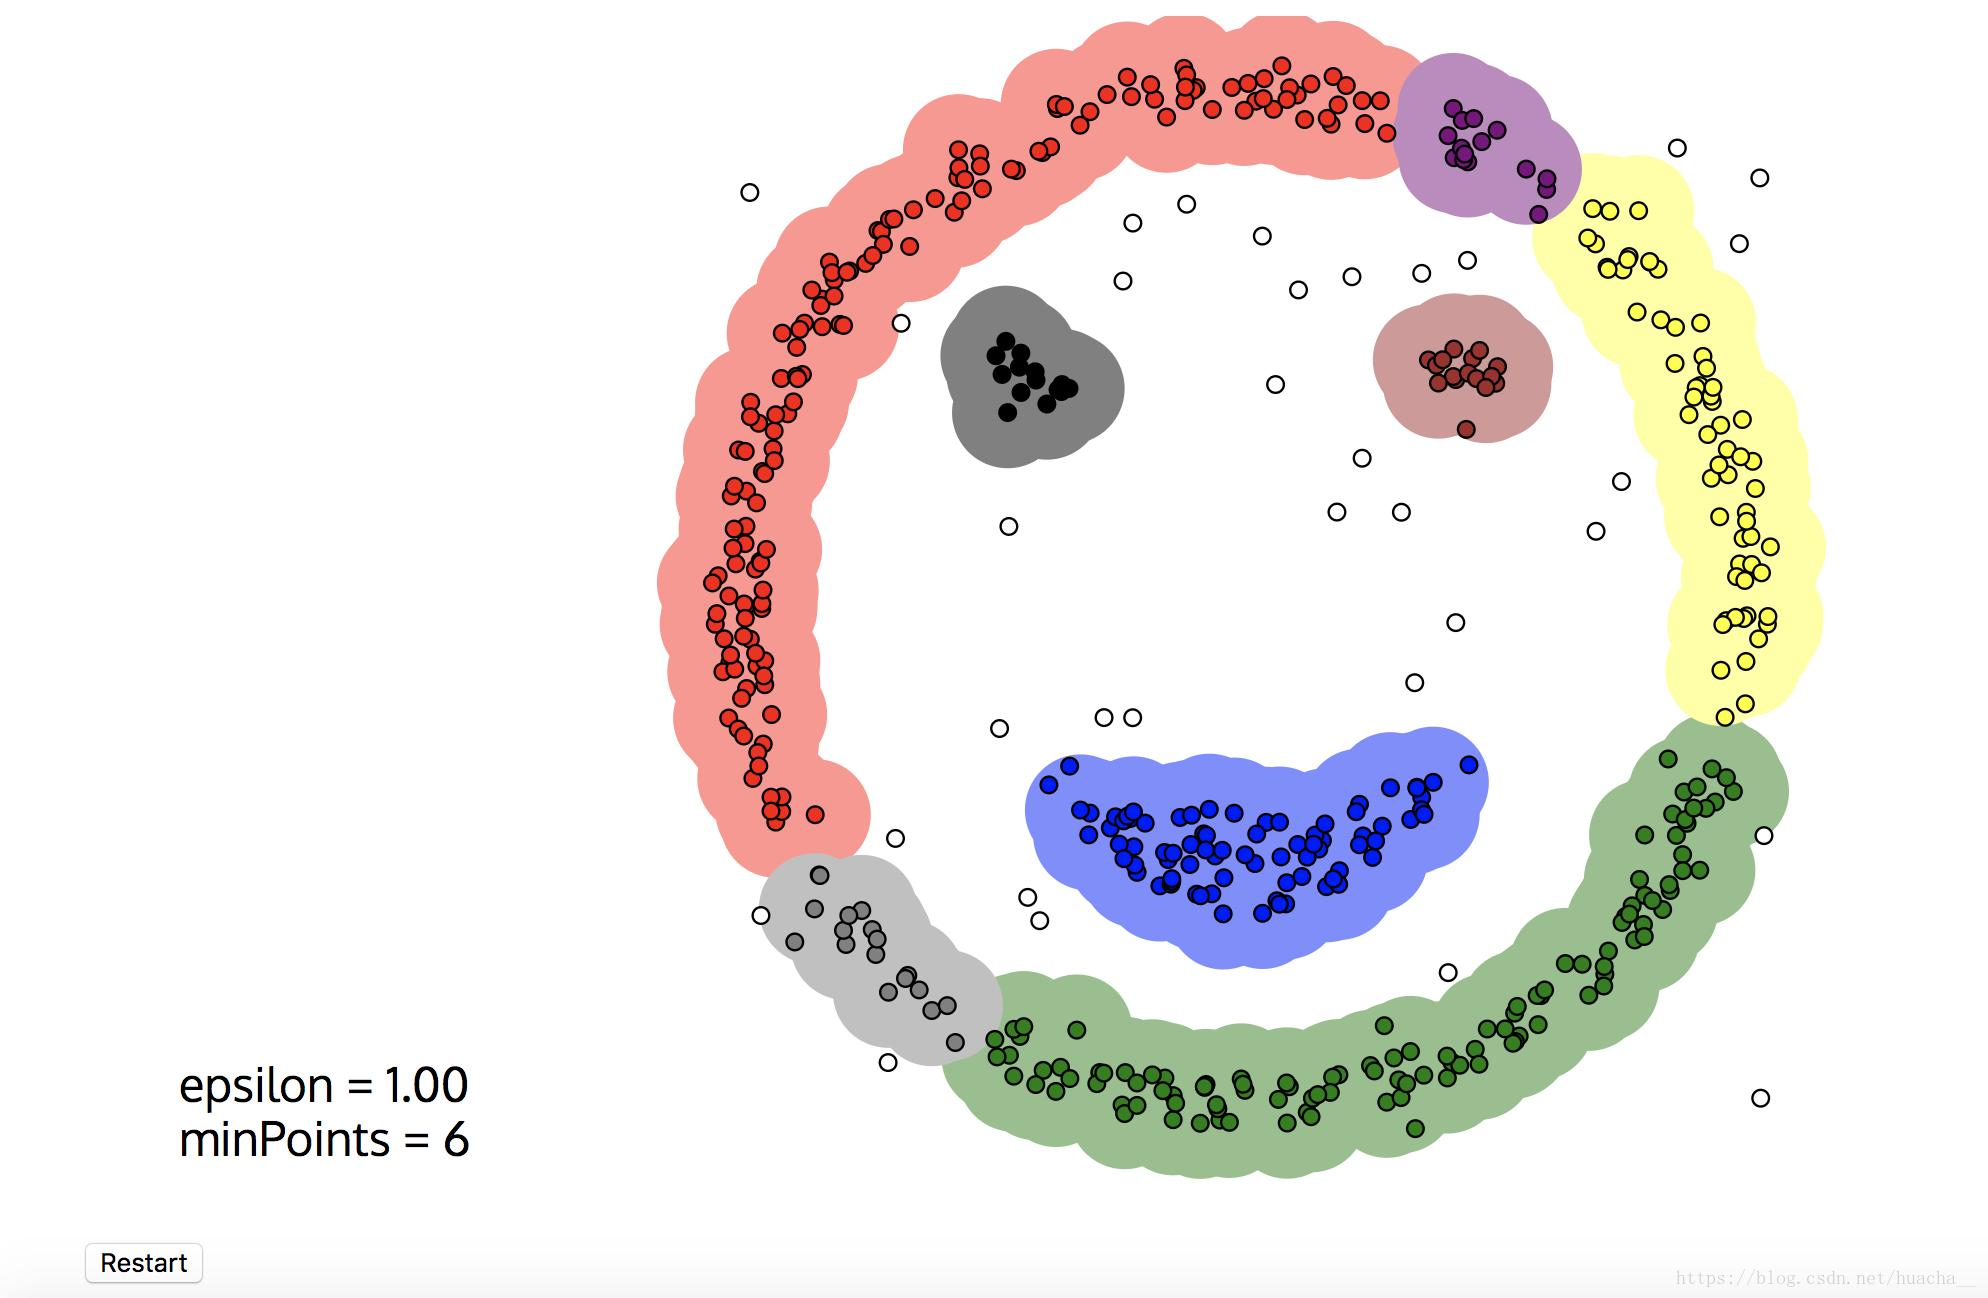 epsilon = 1.00
minPoints = 6
Restart
https://blog.csdn.net/huacha__